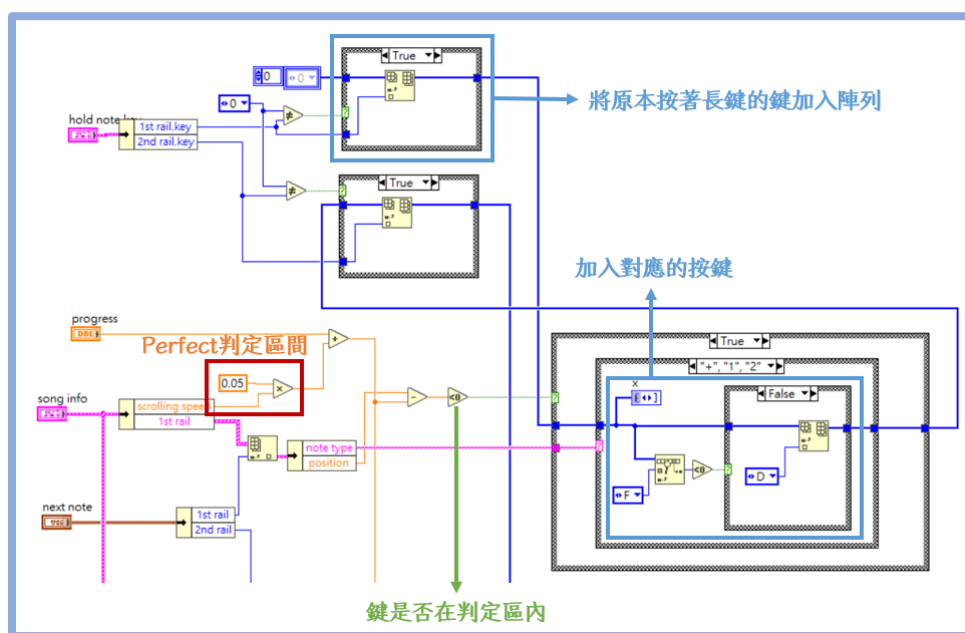 True
0
0
0
將原本按著長鍵的鍵加入陣列
hold note key
1st rail.key
2nd rail.key
True
加入對應的按鍵
progress
DBL
Perfect判定區間
True
0.05
"+", "1", "2"
song info
scrolling speed
1st rail
x
False
note type
position
F
D
next note
1st rail
2nd rail
鍵是否在判定區內